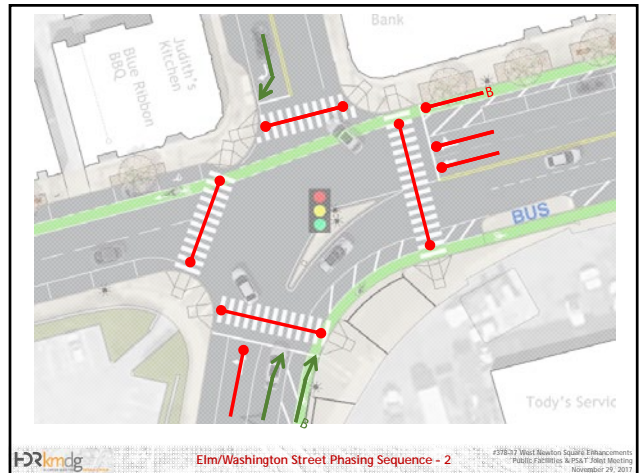 Bank
Judith's
Kitchen
Blue Ribbon
BBQ
B
BUS
B
Tody's Servic
HDR kmdg
Elm/Washington Street Phasing Sequence - 2
#378-17 West Newton Square Enhancements
Public Facilities & PS&T Joint Meeting
November 29, 2017